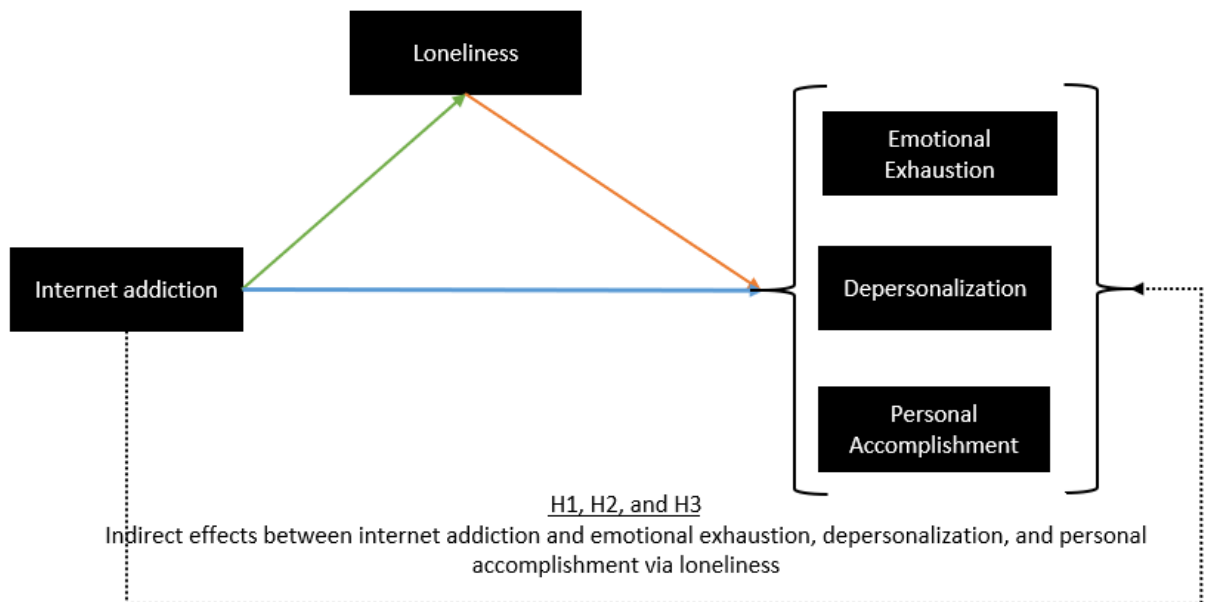 Loneliness
Emotional
Exhaustion
Internet addiction
Depersonalization
Personal
Accomplishment
H1, H2, and H3
Indirect effects between internet addiction and emotional exhaustion, depersonalization, and personal
accomplishment via loneliness